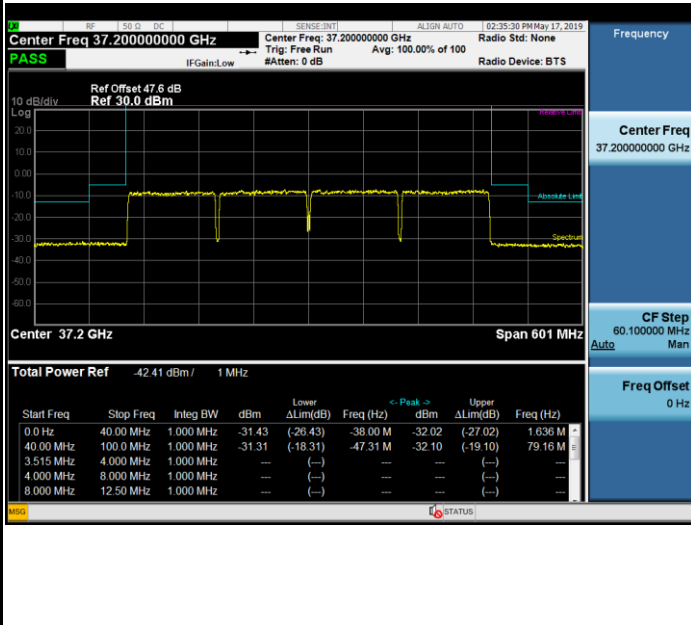 RF 50 Ω DC SENSE:INT ALIGN AUTO 02:35:30 PM May 17, 2019
Center Freq 37.200000000 GHz Center Freq: 37.200000000 GHz Radio Std: None
Trig: Free Run Avg: 100.00% of 100
PASS IFGain:Low #Atten: 0 dB Radio Device: BTS
Ref Offset 47.6 dB
10 dB/div Ref 30.0 dBm
Log
Relative Limit
20.0
10.0
0.00
-10.0
Absolute Limit
-20.0
-30.0
Spectrum
-40.0
-50.0
-60.0
Center 37.2 GHz Span 601 MHz
Total Power Ref -42.41 dBm / 1 MHz
Lower <- Peak -> Upper
Start Freq Stop Freq Integ BW dBm ΔLim(dB) Freq (Hz) dBm ΔLim(dB) Freq (Hz)
0.0 Hz 40.00 MHz 1.000 MHz -31.43 (-26.43) -38.00 M -32.02 (-27.02) 1.636 M
40.00 MHz 100.0 MHz 1.000 MHz -31.31 (-18.31) -47.31 M -32.10 (-19.10) 79.16 M
3.515 MHz 4.000 MHz 1.000 MHz --- (---) --- --- (---) ---
4.000 MHz 8.000 MHz 1.000 MHz --- (---) --- --- (---) ---
8.000 MHz 12.50 MHz 1.000 MHz --- (---) --- --- (---) ---
MSG STATUS
Frequency
Center Freq
37.200000000 GHz
CF Step
60.100000 MHz
Auto Man
Freq Offset
0 Hz